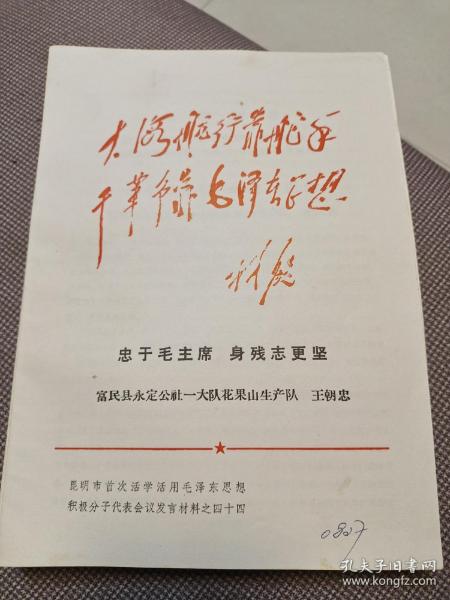 大海航行靠舵手
干革命靠毛泽东思想
林彪
忠于毛主席 身残志更坚
富民县永定公社一大队花果山生产队 王朝忠
昆明市首次活学活用毛泽东思想
积极分子代表会议发言材料之四十四
0827
孔夫子旧书网
www.kongfz.com